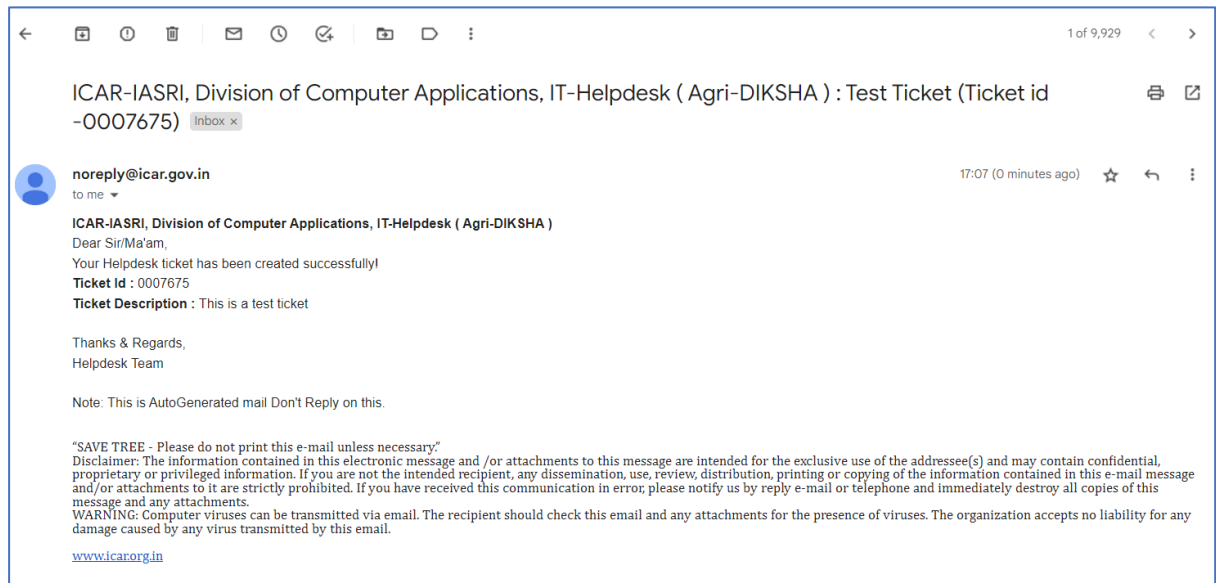 1 of 9,929
ICAR-IASRI, Division of Computer Applications, IT-Helpdesk ( Agri-DIKSHA ) : Test Ticket (Ticket id
-0007675) Inbox ×
noreply@icar.gov.in 17:07 (0 minutes ago)
to me
ICAR-IASRI, Division of Computer Applications, IT-Helpdesk ( Agri-DIKSHA )
Dear Sir/Ma'am,
Your Helpdesk ticket has been created successfully!
Ticket Id : 0007675
Ticket Description : This is a test ticket
Thanks & Regards,
Helpdesk Team
Note: This is AutoGenerated mail Don't Reply on this.
“SAVE TREE - Please do not print this e-mail unless necessary.”
Disclaimer: The information contained in this electronic message and /or attachments to this message are intended for the exclusive use of the addressee(s) and may contain confidential,
proprietary or privileged information. If you are not the intended recipient, any dissemination, use, review, distribution, printing or copying of the information contained in this e-mail message
and/or attachments to it are strictly prohibited. If you have received this communication in error, please notify us by reply e-mail or telephone and immediately destroy all copies of this
message and any attachments.
WARNING: Computer viruses can be transmitted via email. The recipient should check this email and any attachments for the presence of viruses. The organization accepts no liability for any
damage caused by any virus transmitted by this email.
www.icar.org.in